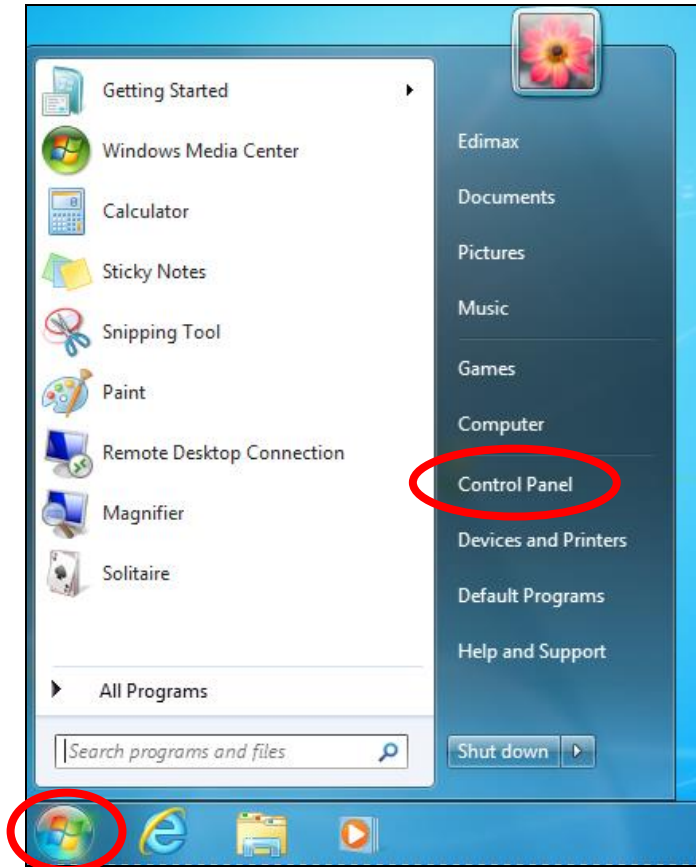 Getting Started
Windows Media Center
Calculator
Sticky Notes
Snipping Tool
Paint
Remote Desktop Connection
Magnifier
Solitaire
All Programs
Search programs and files
Edimax
Documents
Pictures
Music
Games
Computer
Control Panel
Devices and Printers
Default Programs
Help and Support
Shut down